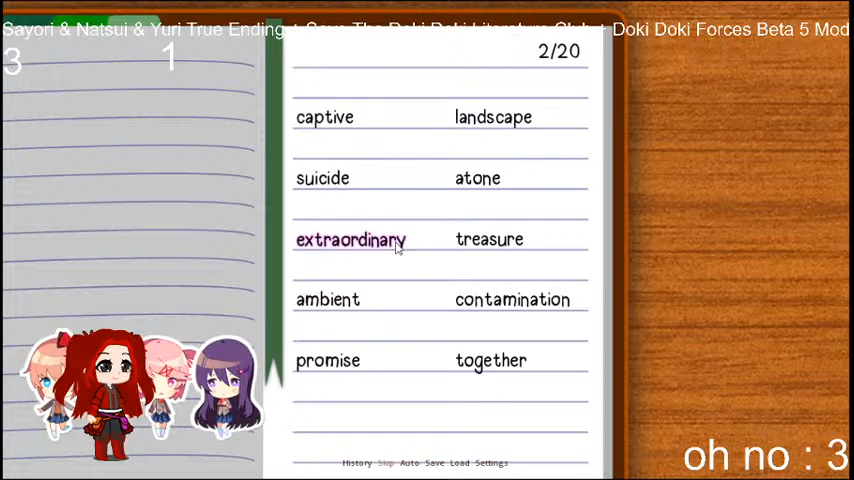 Sayori & Natsui & Yuri True Ending + Save The Doki Doki Literature Club + Doki Doki Forces Beta 5 Mod
3 1
2/20
captive landscape
suicide atone
extraordinary treasure
ambient contamination
promise together
History Skip Auto Save Load Settings
oh no : 3